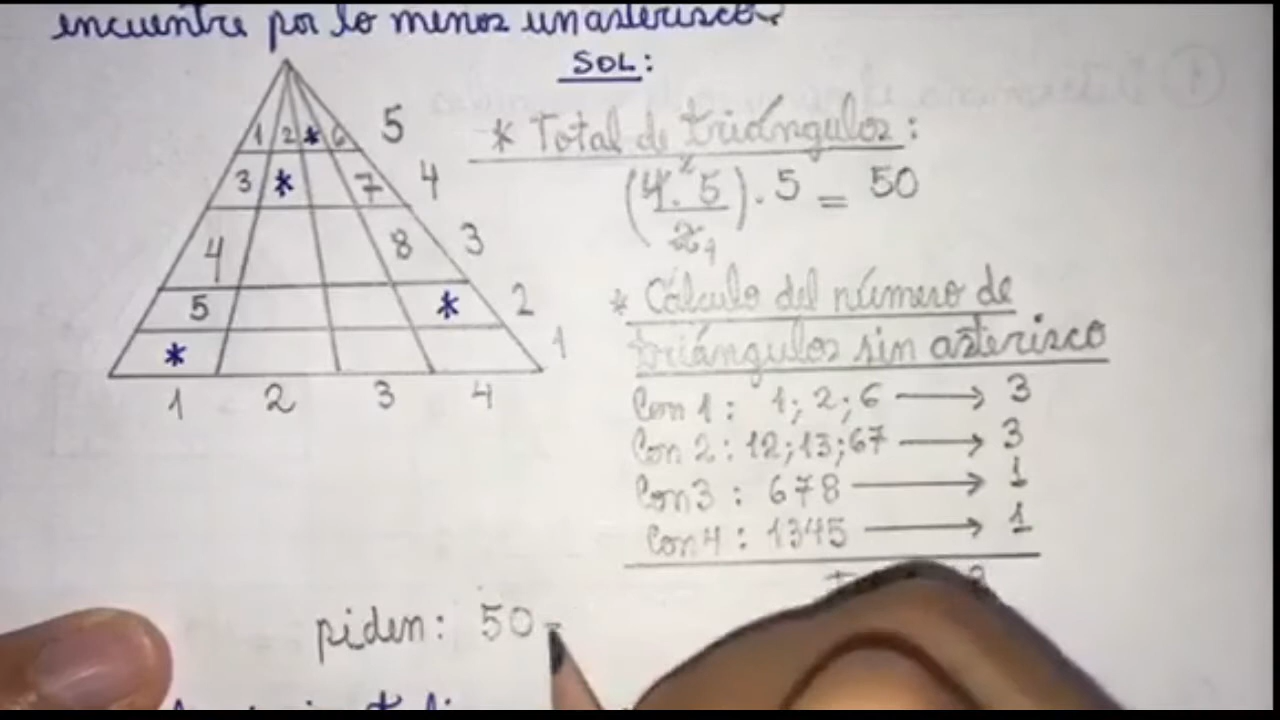 encuentre por lo menos un asterisco.
SOL:
1 2 * 6 5
3 * 7 4
4 8 3
5 * 2
* 1
1 2 3 4
* Total de triángulos:
(4. 5 / 2) . 5 = 50
2
1
* Cálculo del número de
triángulos sin asterisco
Con 1 : 1; 2; 6 → 3
Con 2 : 12; 13; 67 → 3
Con 3 : 678 → 1
Con 4 : 1345 → 1
piden: 50 -